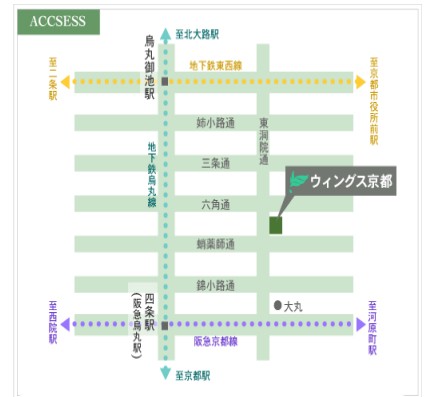 ACCSESS
至北大路駅
烏丸御池駅
地下鉄東西線
至二条駅
至京都市役所前駅
姉小路通
東洞院通
地下鉄烏丸線
三条通
ウィングス京都
六角通
蛸薬師通
錦小路通
四条駅
(阪急烏丸駅)
大丸
至西院駅
至河原町駅
阪急京都線
至京都駅